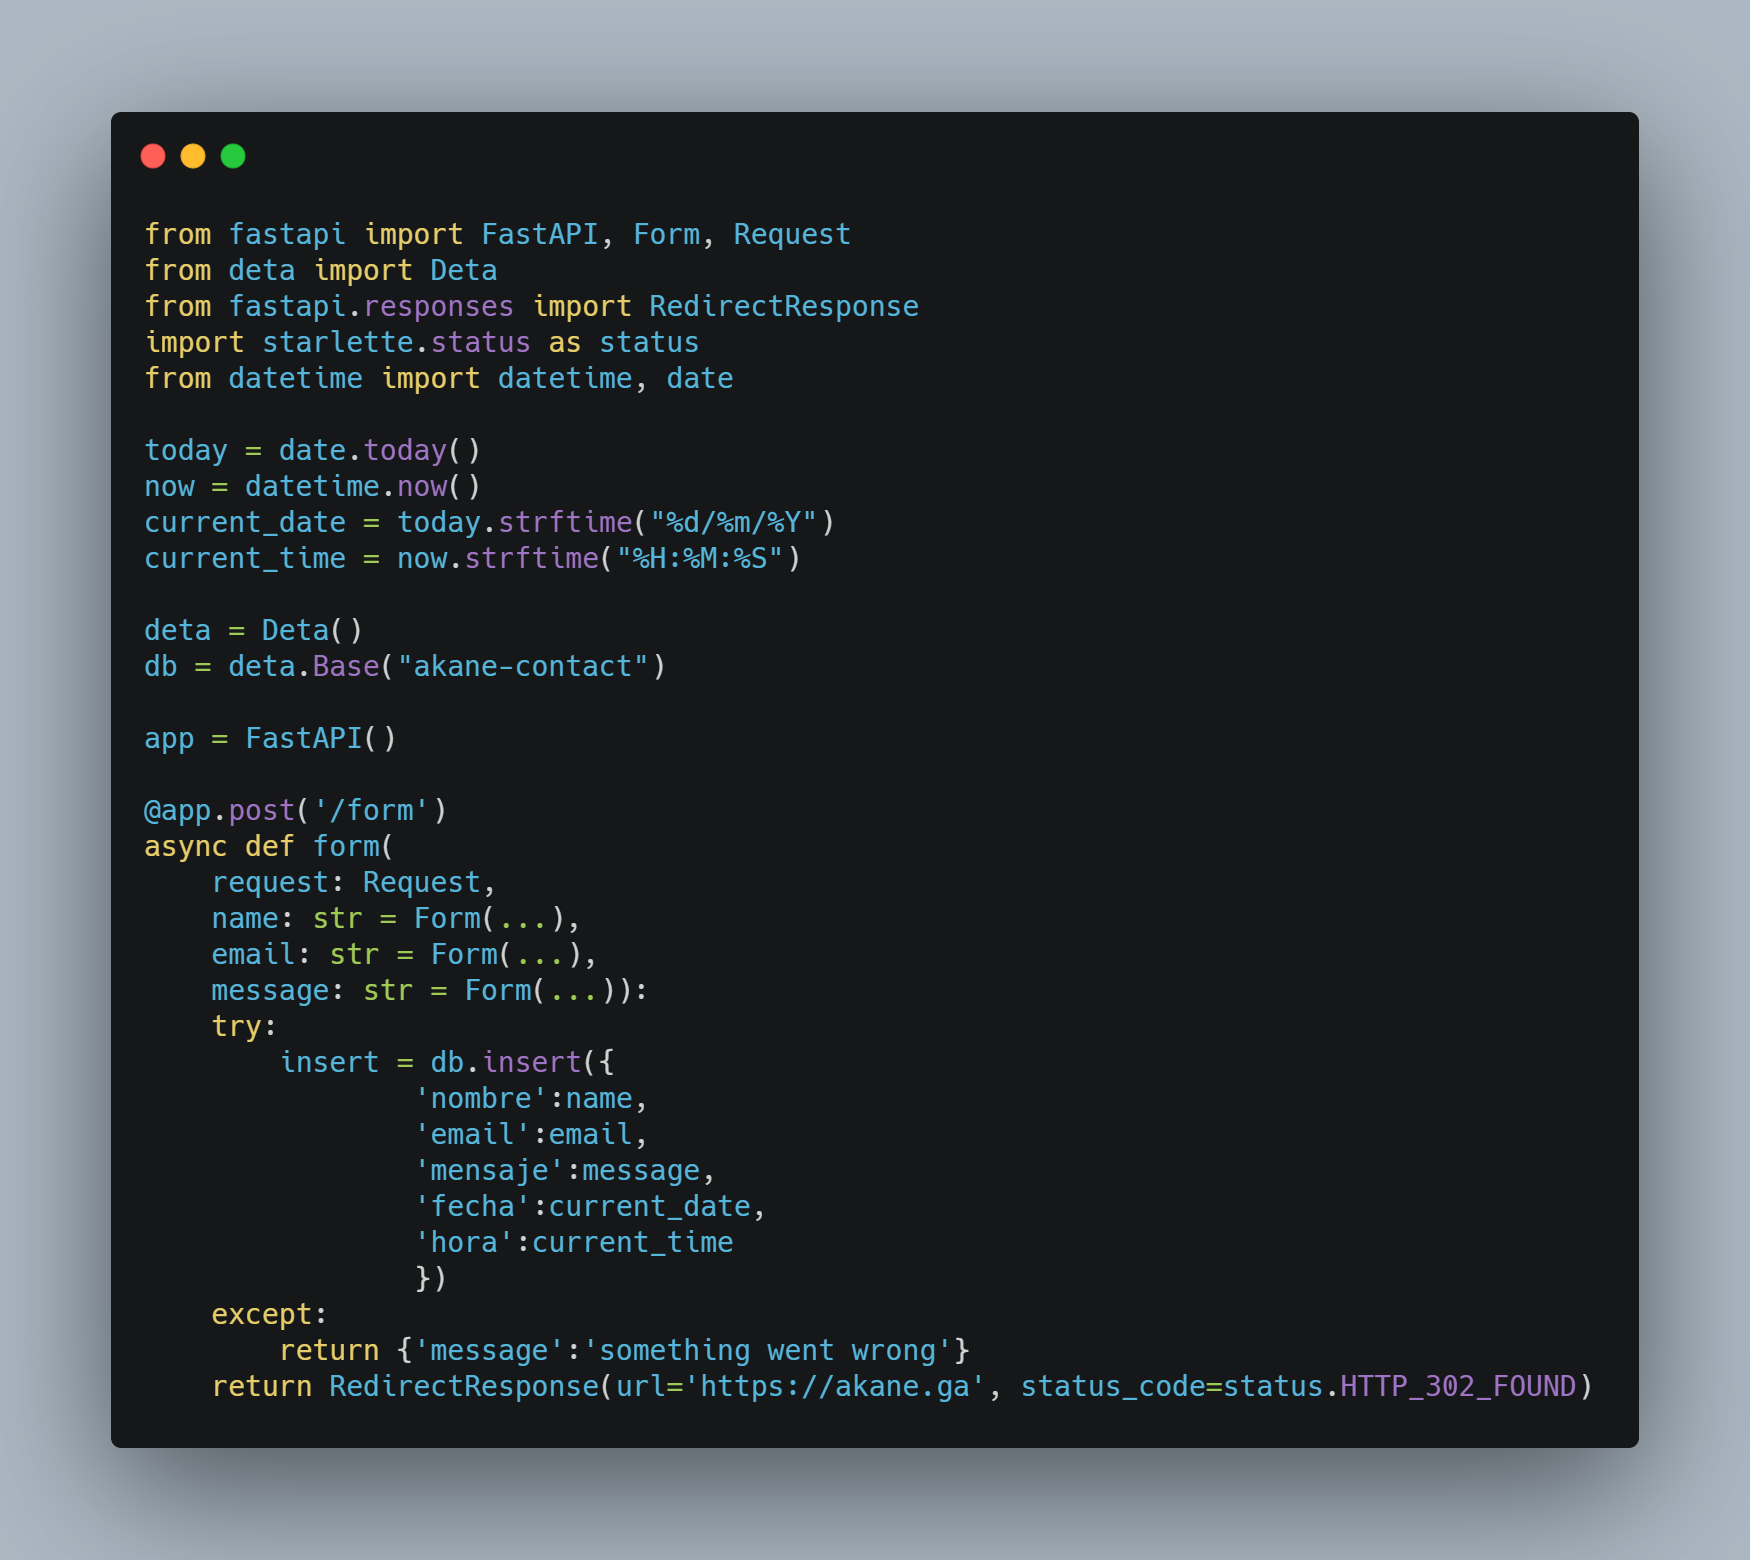 from fastapi import FastAPI, Form, Request
from deta import Deta
from fastapi.responses import RedirectResponse
import starlette.status as status
from datetime import datetime, date

today = date.today()
now = datetime.now()
current_date = today.strftime("%d/%m/%Y")
current_time = now.strftime("%H:%M:%S")

deta = Deta()
db = deta.Base("akane-contact")

app = FastAPI()

@app.post('/form')
async def form(
    request: Request,
    name: str = Form(...),
    email: str = Form(...),
    message: str = Form(...)):
    try:
        insert = db.insert({
                'nombre':name,
                'email':email,
                'mensaje':message,
                'fecha':current_date,
                'hora':current_time
                })
    except:
        return {'message':'something went wrong'}
    return RedirectResponse(url='https://akane.ga', status_code=status.HTTP_302_FOUND)